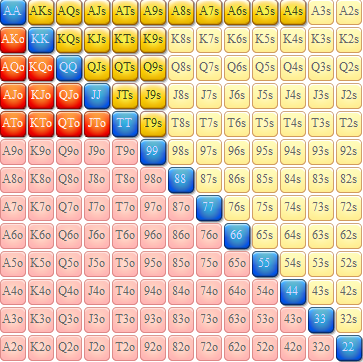 AA AKs AQs AJs ATs A9s A8s A7s A6s A5s A4s A3s A2s
AKo KK KQs KJs KTs K9s K8s K7s K6s K5s K4s K3s K2s
AQo KQo QQ QJs QTs Q9s Q8s Q7s Q6s Q5s Q4s Q3s Q2s
AJo KJo QJo JJ JTs J9s J8s J7s J6s J5s J4s J3s J2s
ATo KTo QTo JTo TT T9s T8s T7s T6s T5s T4s T3s T2s
A9o K9o Q9o J9o T9o 99 98s 97s 96s 95s 94s 93s 92s
A8o K8o Q8o J8o T8o 98o 88 87s 86s 85s 84s 83s 82s
A7o K7o Q7o J7o T7o 97o 87o 77 76s 75s 74s 73s 72s
A6o K6o Q6o J6o T6o 96o 86o 76o 66 65s 64s 63s 62s
A5o K5o Q5o J5o T5o 95o 85o 75o 65o 55 54s 53s 52s
A4o K4o Q4o J4o T4o 94o 84o 74o 64o 54o 44 43s 42s
A3o K3o Q3o J3o T3o 93o 83o 73o 63o 53o 43o 33 32s
A2o K2o Q2o J2o T2o 92o 82o 72o 62o 52o 42o 32o 22